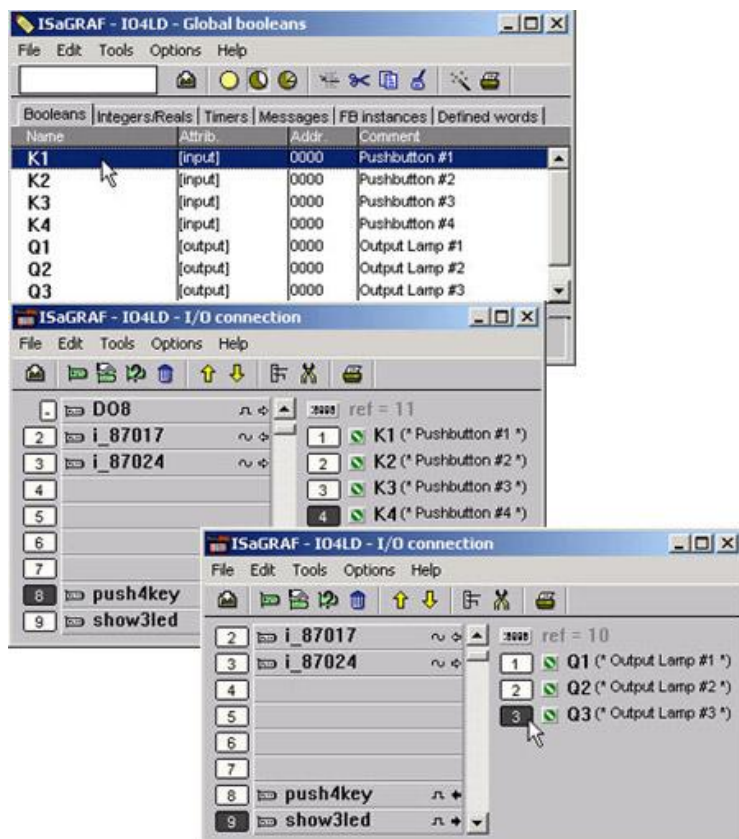 ISaGRAF - IO4LD - Global booleans
File Edit Tools Options Help
Booleans Integers/Reals Timers Messages FB instances Defined words
Name Attrib. Addr. Comment
K1 [input] 0000 Pushbutton #1
K2 [input] 0000 Pushbutton #2
K3 [input] 0000 Pushbutton #3
K4 [input] 0000 Pushbutton #4
Q1 [output] 0000 Output Lamp #1
Q2 [output] 0000 Output Lamp #2
Q3 [output] 0000 Output Lamp #3
ISaGRAF - IO4LD - I/O connection
File Edit Tools Options Help
. DO8 ref = 11
2 i_87017 1 K1 (* Pushbutton #1 *)
3 i_87024 2 K2 (* Pushbutton #2 *)
4 3 K3 (* Pushbutton #3 *)
5 4 K4 (* Pushbutton #4 *)
6
7
8 push4key
9 show3led
ISaGRAF - IO4LD - I/O connection
File Edit Tools Options Help
2 i_87017 ref = 10
3 i_87024 1 Q1 (* Output Lamp #1 *)
4 2 Q2 (* Output Lamp #2 *)
5 3 Q3 (* Output Lamp #3 *)
6
7
8 push4key
9 show3led